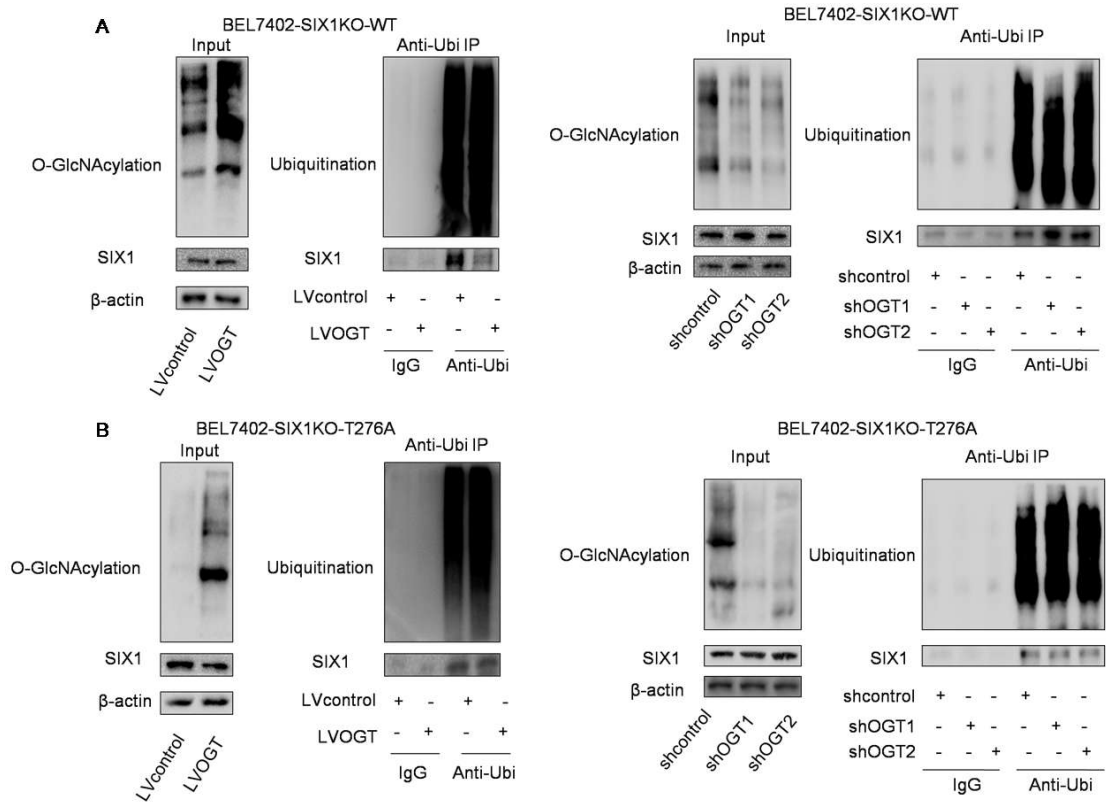 A
BEL7402-SIX1KO-WT
Input
Anti-Ubi IP
O-GlcNAcylation
Ubiquitination
SIX1
SIX1
β-actin
LVcontrol
+ - + -
LVOGT
- + - +
LVcontrol
LVOGT
IgG
Anti-Ubi
BEL7402-SIX1KO-WT
Input
Anti-Ubi IP
O-GlcNAcylation
Ubiquitination
SIX1
SIX1
β-actin
shcontrol
+ - - + - -
shOGT1
- + - - + -
shOGT2
- - + - - +
shcontrol
shOGT1
shOGT2
IgG
Anti-Ubi
B
BEL7402-SIX1KO-T276A
Input
Anti-Ubi IP
O-GlcNAcylation
Ubiquitination
SIX1
SIX1
β-actin
LVcontrol
+ - + -
LVOGT
- + - +
LVcontrol
LVOGT
IgG
Anti-Ubi
BEL7402-SIX1KO-T276A
Input
Anti-Ubi IP
O-GlcNAcylation
Ubiquitination
SIX1
SIX1
β-actin
shcontrol
+ - - + - -
shOGT1
- + - - + -
shOGT2
- - + - - +
shcontrol
shOGT1
shOGT2
IgG
Anti-Ubi